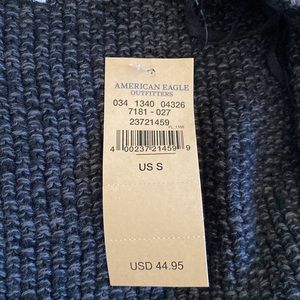 AMERICAN EAGLE
OUTFITTERS
034 1340 04326
7181 - 027
23721459
4 00237 21459 9
US S
USD 44.95